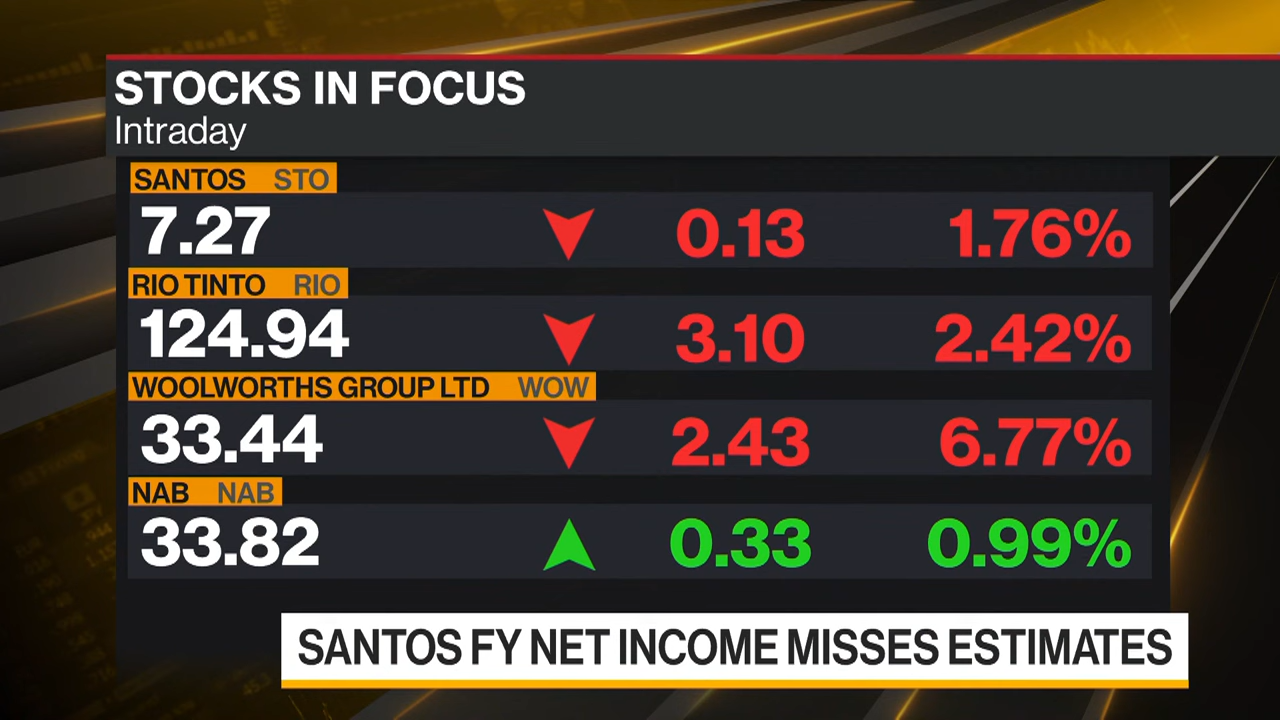 STOCKS IN FOCUS
Intraday
SANTOS STO
7.27 0.13 1.76%
RIO TINTO RIO
124.94 3.10 2.42%
WOOLWORTHS GROUP LTD WOW
33.44 2.43 6.77%
NAB NAB
33.82 0.33 0.99%
SANTOS FY NET INCOME MISSES ESTIMATES